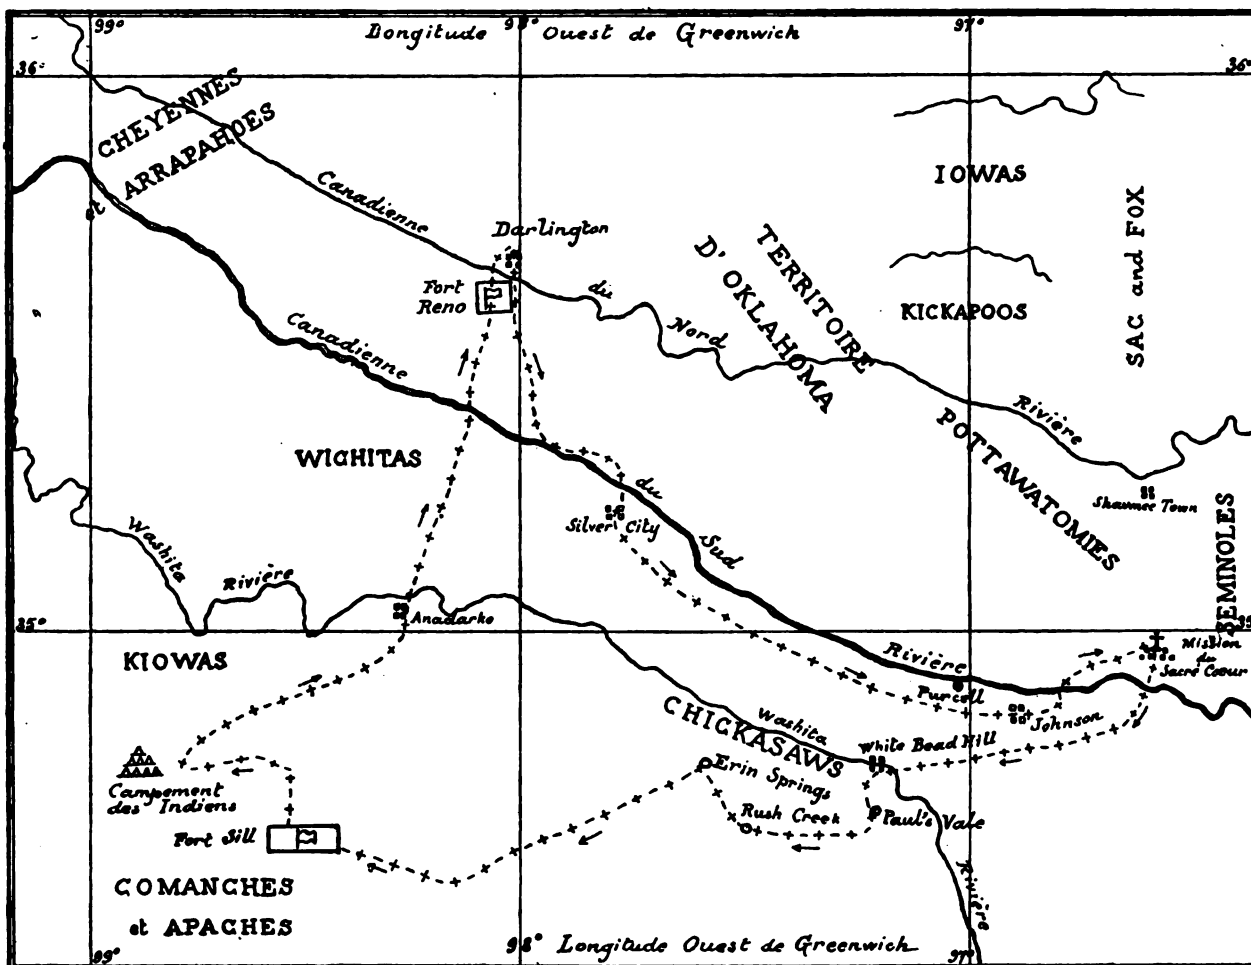 99°
98°
97°
Longitude Ouest de Greenwich
36°
36°
CHEYENNES
et ARRAPAHOES
Canadienne
du
Nord
Rivière
Darlington
Fort
Reno
IOWAS
KICKAPOOS
SAC and FOX
TERRITOIRE
D'OKLAHOMA
POTTAWATOMIES
Canadienne
du
Sud
Rivière
WICHITAS
Silver City
Shawnee Town
SEMINOLES
Washita
Rivière
Anadarko
35°
35°
KIOWAS
Mission
du
Sacré Cœur
Purcell
Johnson
CHICKASAWS
Washita
White Bead Hill
Erin Springs
Rush Creek
Paul's Vale
Rivière
Campement
des Indiens
Fort Sill
COMANCHES
et APACHES
99°
98°
Longitude Ouest de Greenwich
97°